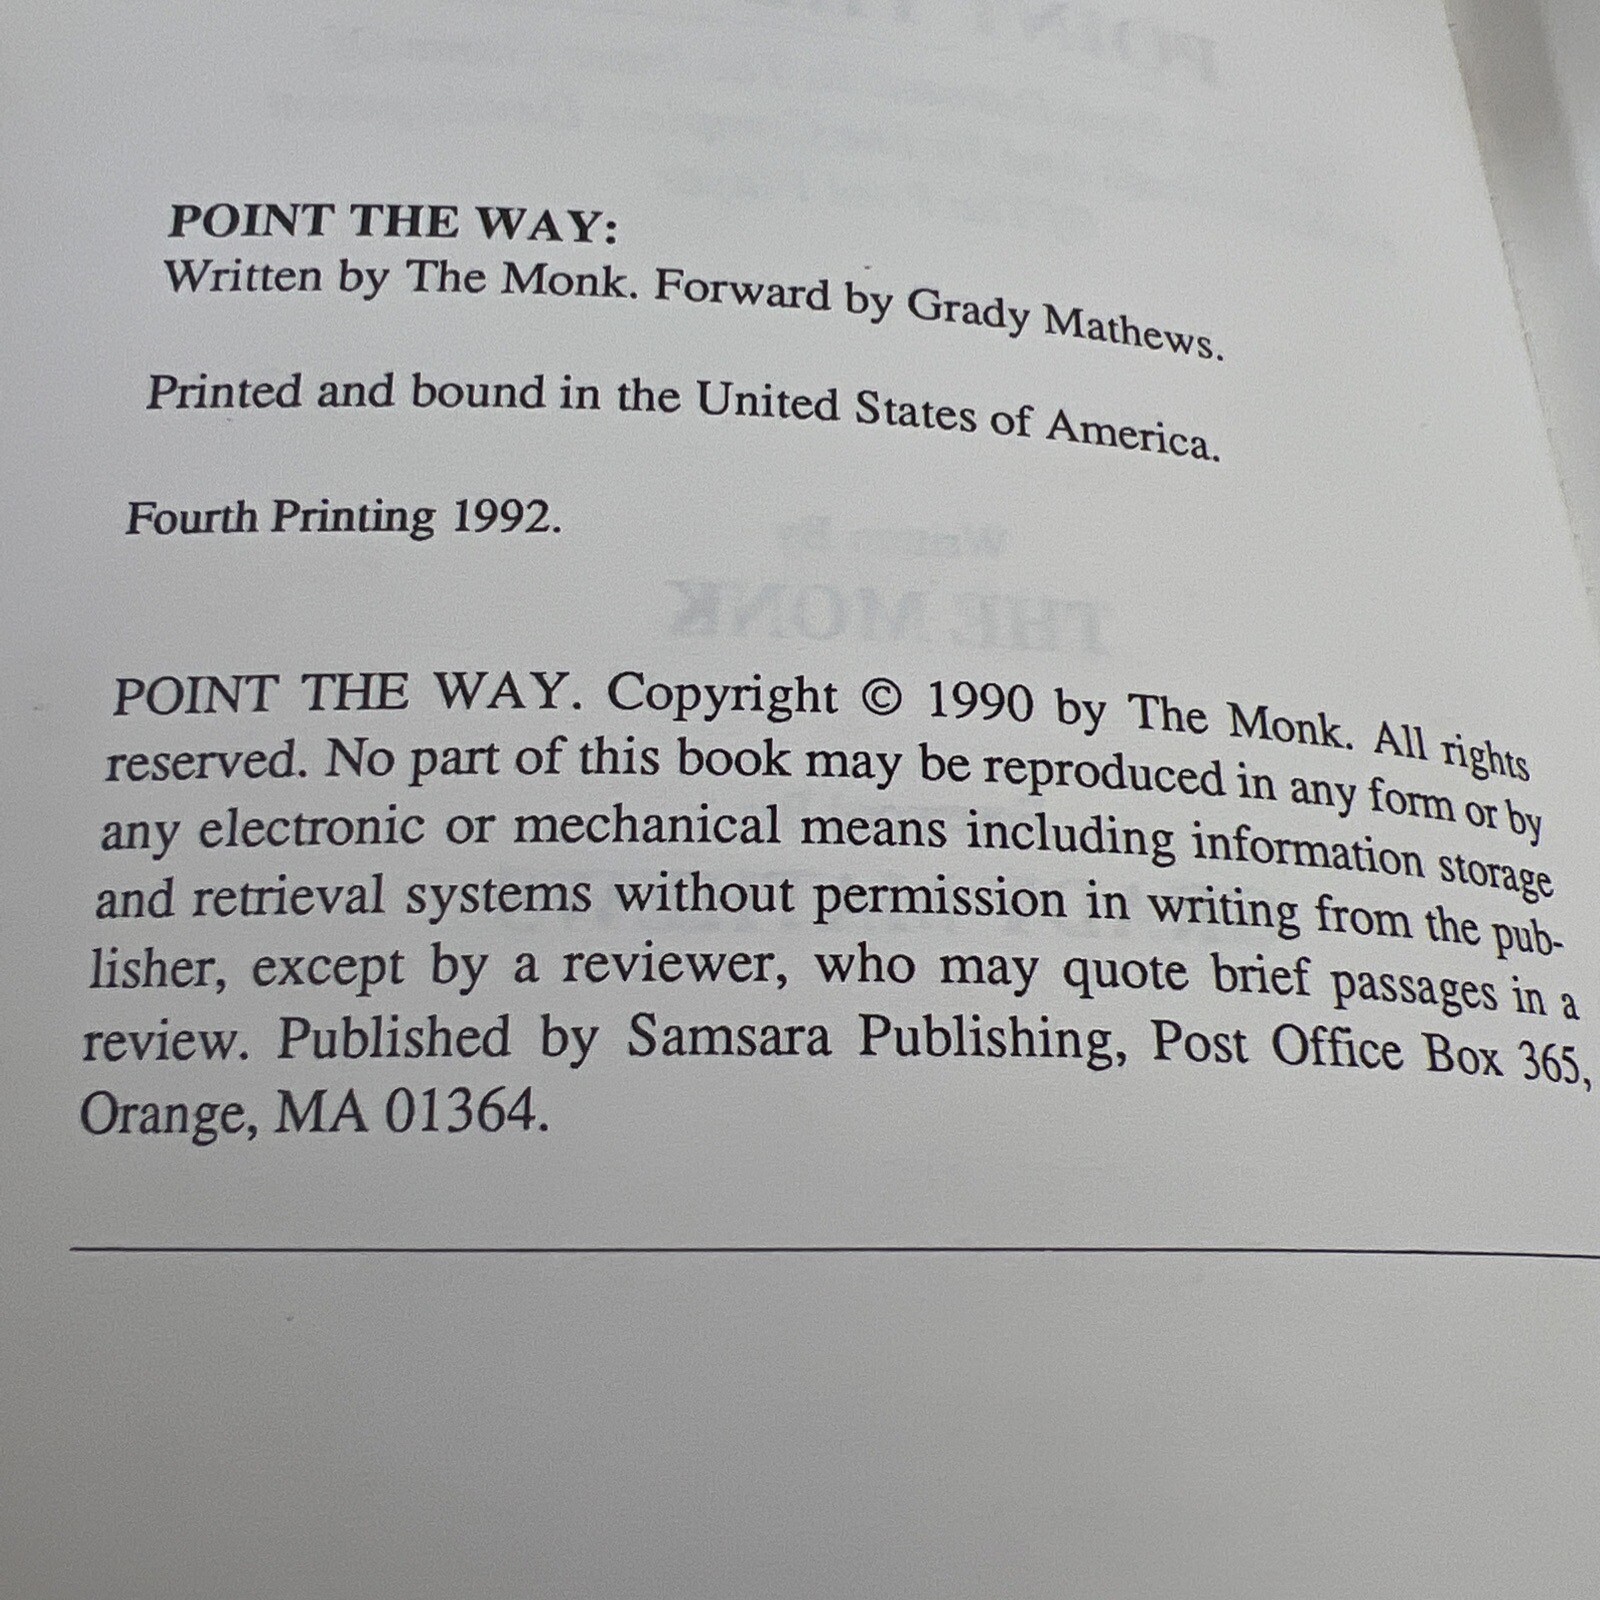 POINT THE WAY:
Written by The Monk. Forward by Grady Mathews.
Printed and bound in the United States of America.
Fourth Printing 1992.
Written By
THE MONK
POINT THE WAY. Copyright © 1990 by The Monk. All rights
reserved. No part of this book may be reproduced in any form or by
any electronic or mechanical means including information storage
and retrieval systems without permission in writing from the pub-
lisher, except by a reviewer, who may quote brief passages in a
review. Published by Samsara Publishing, Post Office Box 365,
Orange, MA 01364.